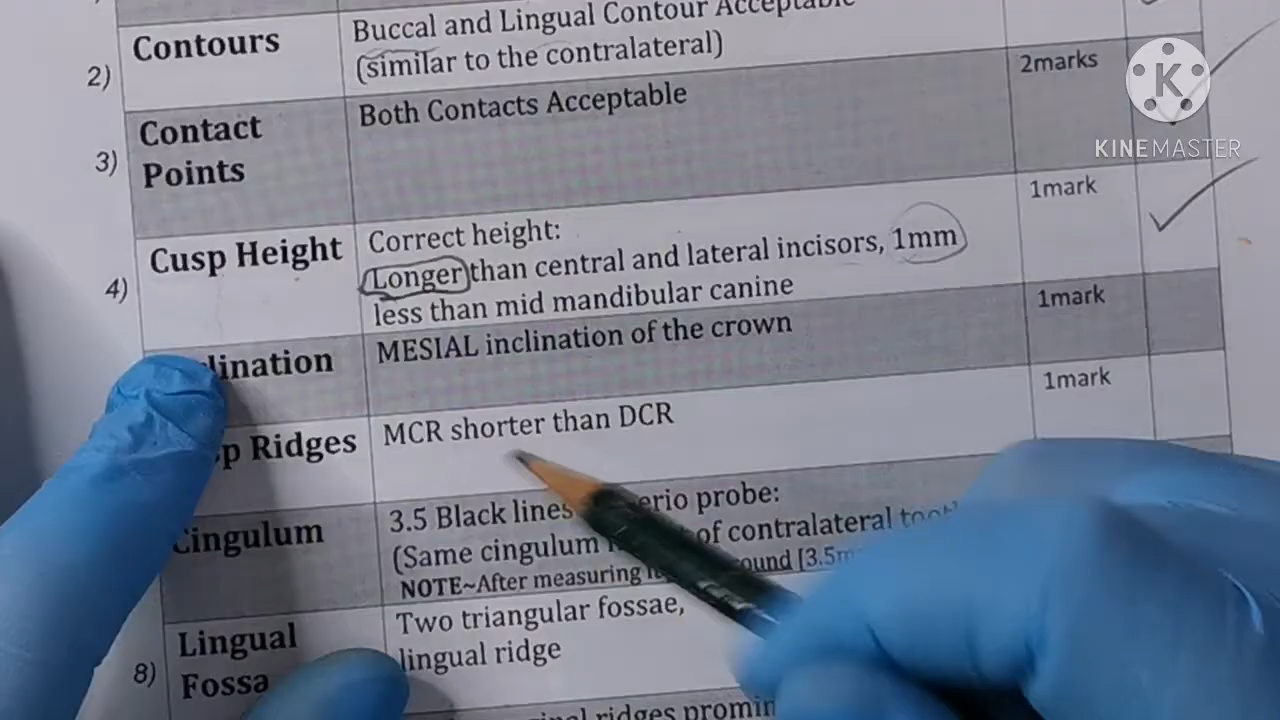 Buccal and Lingual Contour Acceptable
Contours
(similar to the contralateral)
2)
2marks
Contact
Points
Both Contacts Acceptable
3)
K
KINEMASTER
1mark
Cusp Height
Correct height:
Longer than central and lateral incisors, 1mm
less than mid mandibular canine
4)
1mark
lination
MESIAL inclination of the crown
1mark
p Ridges
MCR shorter than DCR
Cingulum
3.5 Black lines erio probe:
(Same cingulum of contralateral
NOTE~After measuring ound [3.5m
Lingual
Fossa
Two triangular fossae,
lingual ridge
8)
ridges promin